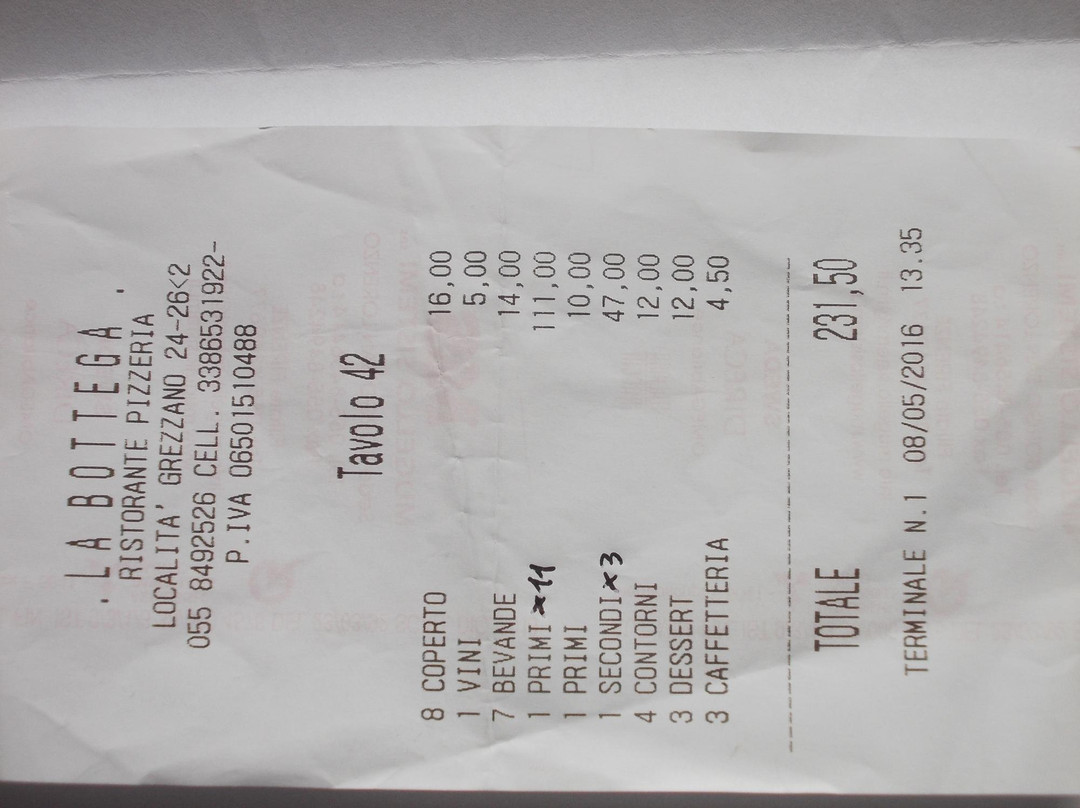 . L A B O T T E G A .
RISTORANTE PIZZERIA
LOCALITA' GREZZANO 24-26<2
055 8492526 CELL. 3386531922-
P.IVA 06501510488
Tavolo 42
8 COPERTO 16,00
1 VINI 5,00
7 BEVANDE 14,00
1 PRIMI x11 111,00
1 PRIMI 10,00
1 SECONDI x3 47,00
4 CONTORNI 12,00
3 DESSERT 12,00
3 CAFFETTERIA 4,50
TOTALE 231,50
TERMINALE N.1 08/05/2016 13.35